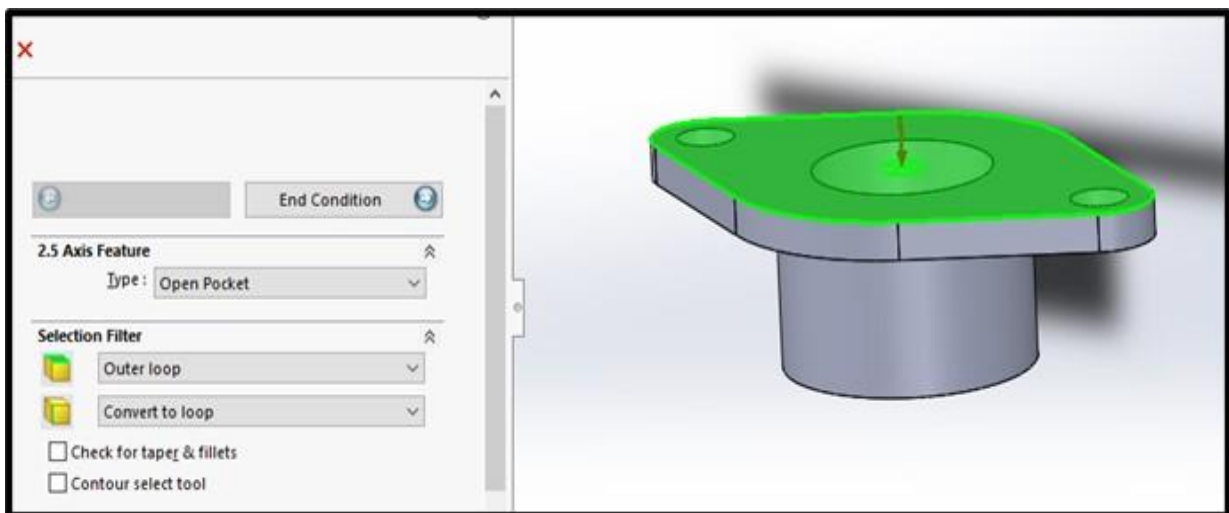 End Condition
2.5 Axis Feature
Type :
Open Pocket
Selection Filter
Outer loop
Convert to loop
Check for taper & fillets
Contour select tool